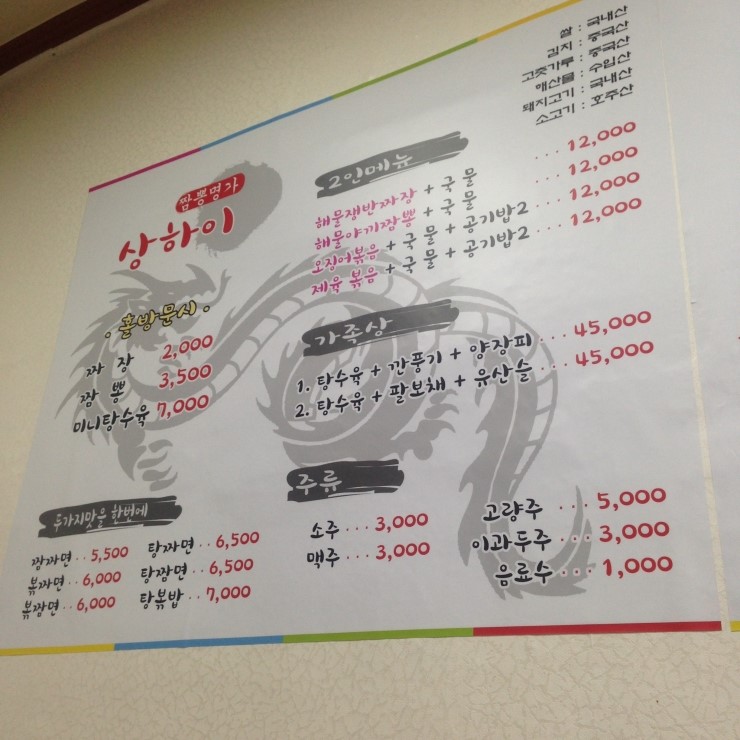 쌀 : 국내산
김치 : 중국산
고춧가루 : 중국산
해산물 : 수입산
돼지고기 : 국내산
소고기 : 호주산
짬뽕명가
상하이
홀방문시
짜 장 2,000
짬 뽕 3,500
미니탕수육 7,000
2인메뉴
해물쟁반짜장 + 국 물 ... 12,000
해물야끼짬뽕 + 국 물 12,000
오징어볶음 + 국 물 + 공기밥2 ... 12,000
제육 볶음 + 국 물 + 공기밥2 ... 12,000
가족상
1. 탕수육 + 깐풍기 + 양장피 ... 45,000
2. 탕수육 + 팔보채 + 유산슬 ... 45,000
두가지맛을 한번에
짬짜면 .. 5,500
볶짜면 .. 6,000
볶짬면 .. 6,000
탕짜면 .. 6,500
탕짬면 .. 6,500
탕볶밥 .. 7,000
주류
소주 ... 3,000
맥주 ... 3,000
고량주 ... 5,000
이과두주 ... 3,000
음료수 ... 1,000